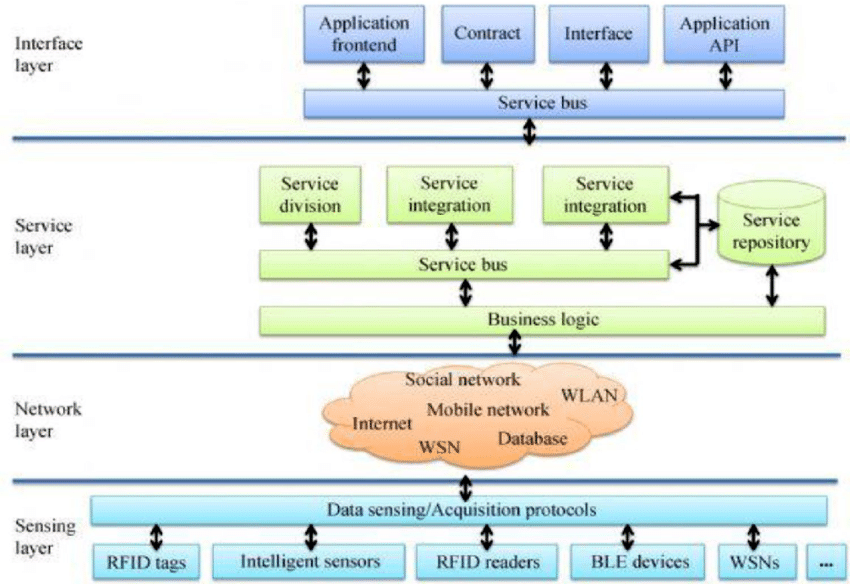 Interface
layer
Application
frontend
Contract
Interface
Application
API
Service bus
Service
layer
Service
division
Service
integration
Service
integration
Service
repository
Service bus
Business logic
Network
layer
Social network
WLAN
Mobile network
Internet
Database
WSN
Sensing
layer
Data sensing/Acquisition protocols
RFID tags
Intelligent sensors
RFID readers
BLE devices
WSNs
...